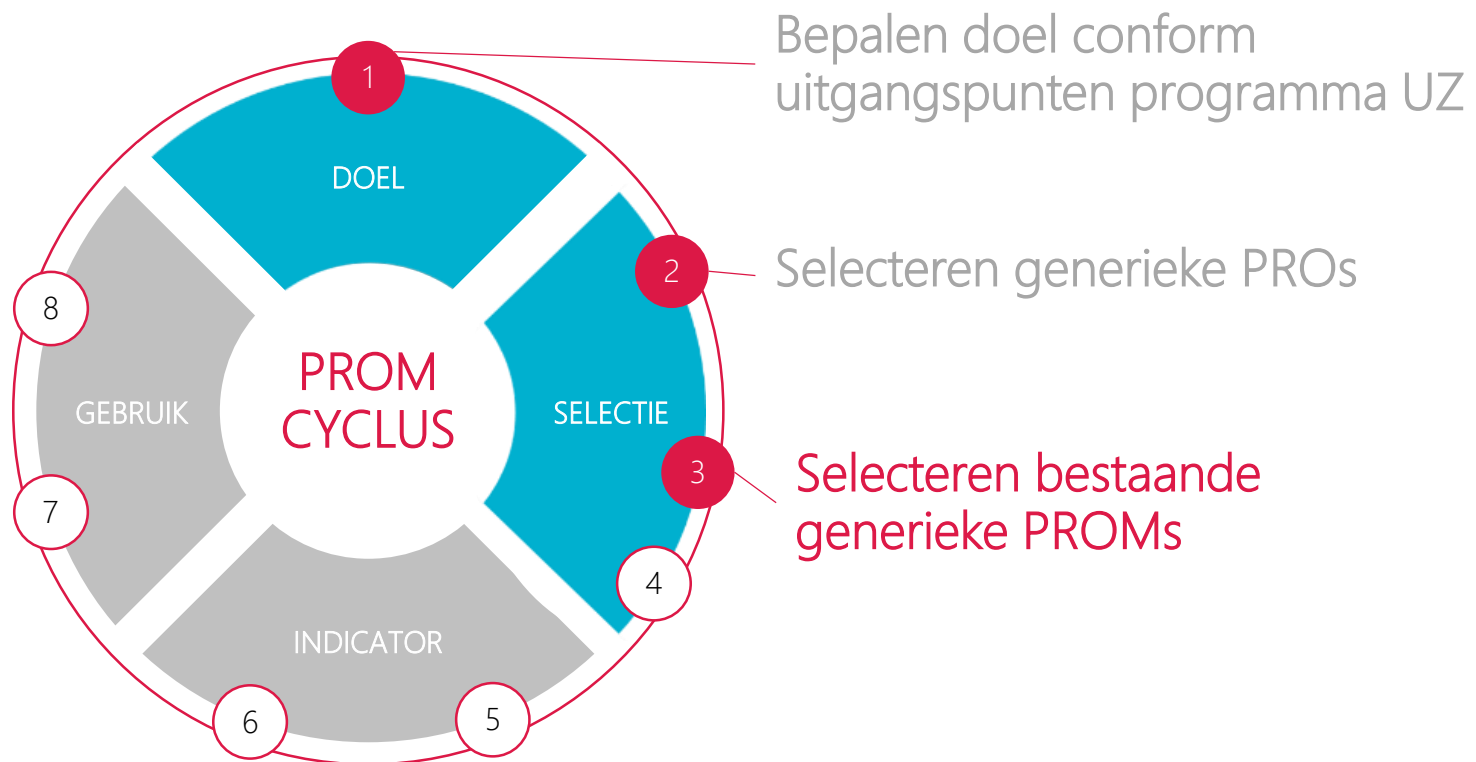 Bepalen doel conform
uitgangspunten programma UZ
1
DOEL
2
Selecteren generieke PROs
8
PROM
CYCLUS
GEBRUIK
SELECTIE
3
Selecteren bestaande
generieke PROMs
7
4
INDICATOR
6
5